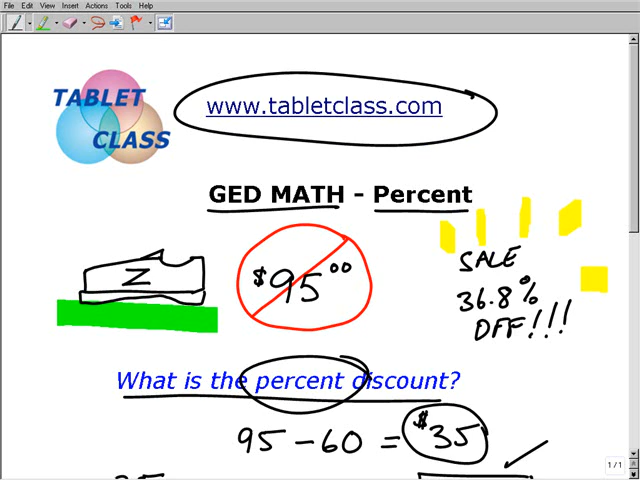 File Edit View Insert Actions Tools Help
TABLET
CLASS
www.tabletclass.com
GED MATH - Percent
Z
$95⁰⁰
SALE
36.8%
OFF!!!
What is the percent discount?
95 - 60 = $35
1/1